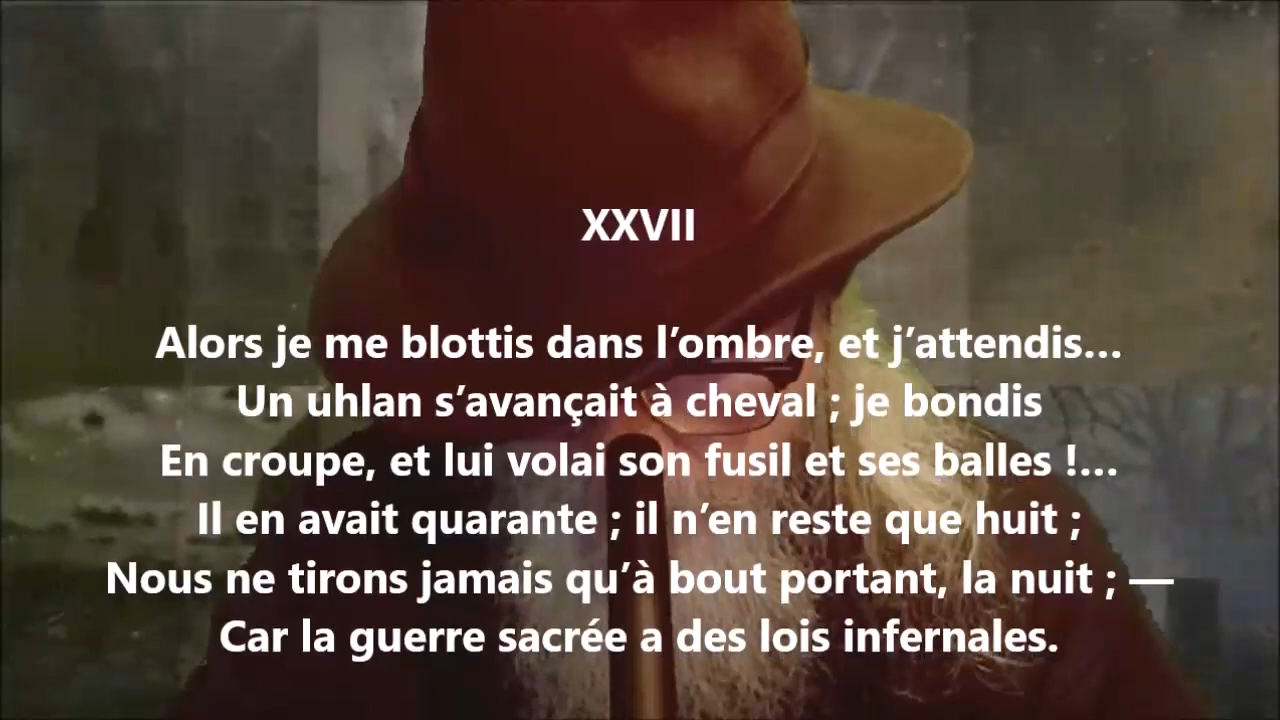 XXVII
Alors je me blottis dans l’ombre, et j’attendis...
Un uhlan s’avançait à cheval ; je bondis
En croupe, et lui volai son fusil et ses balles !...
Il en avait quarante ; il n’en reste que huit ;
Nous ne tirons jamais qu’à bout portant, la nuit ; —
Car la guerre sacrée a des lois infernales.